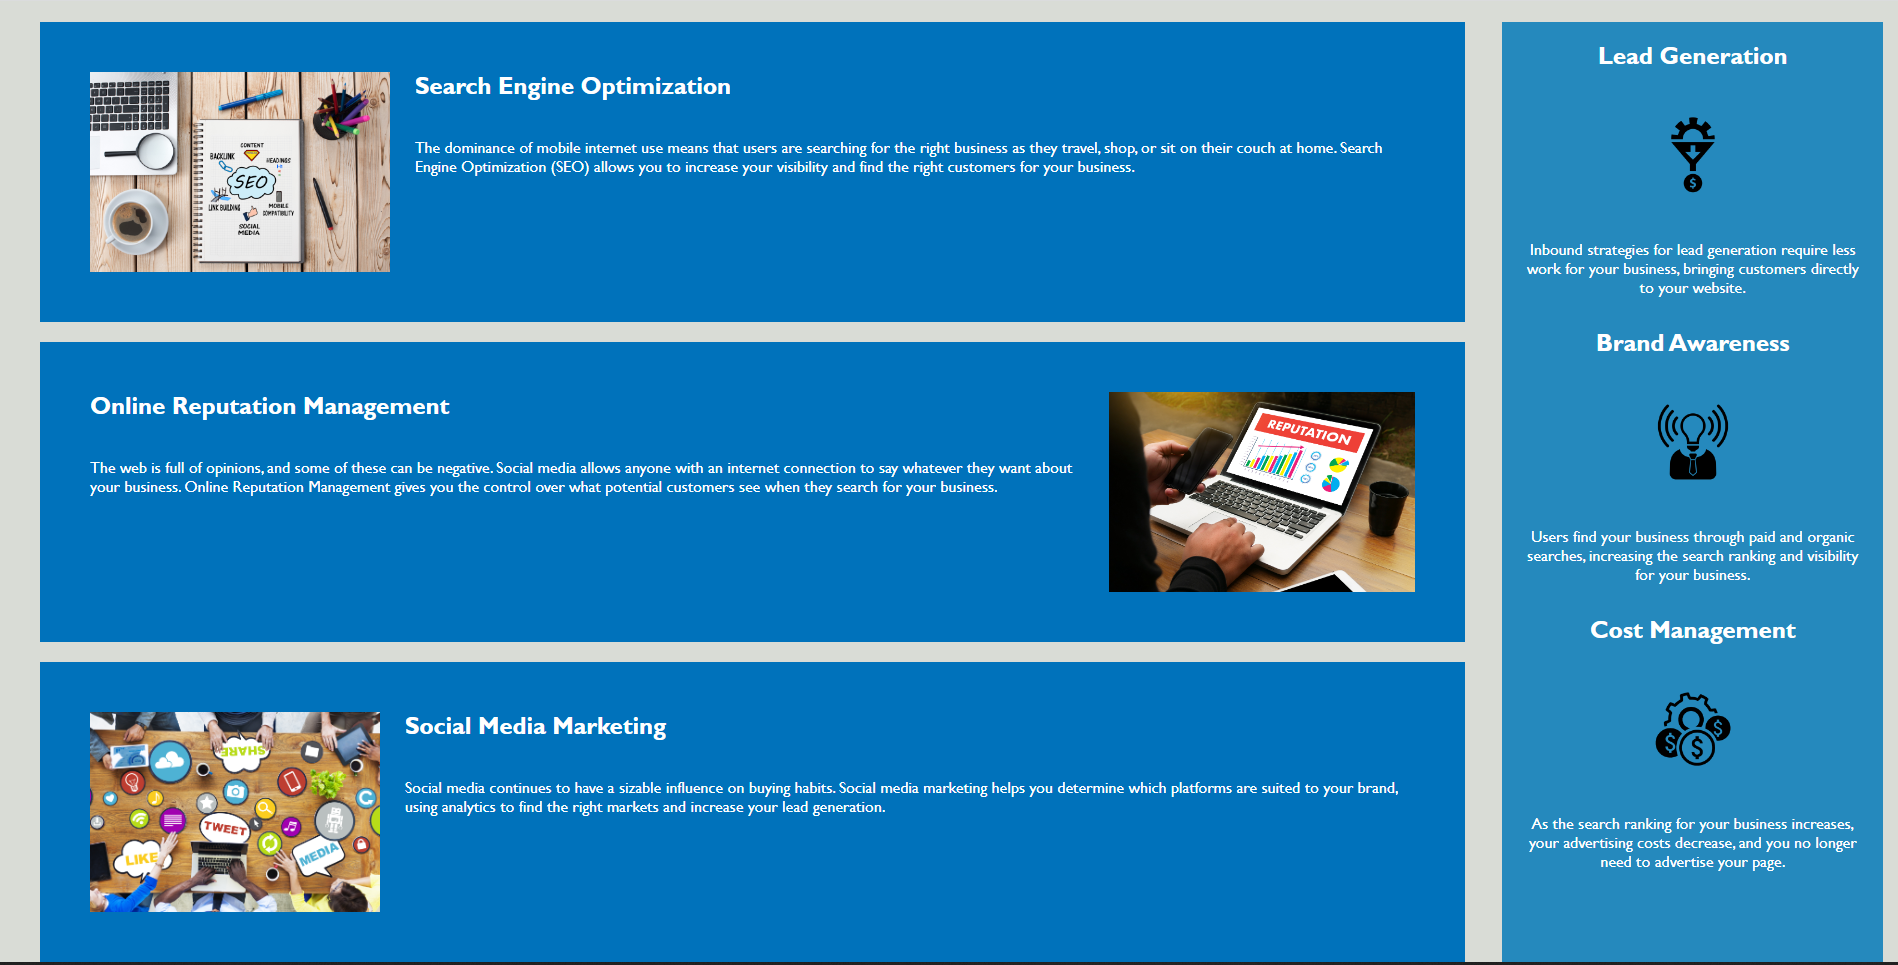 Search Engine Optimization
The dominance of mobile internet use means that users are searching for the right business as they travel, shop, or sit on their couch at home. Search
Engine Optimization (SEO) allows you to increase your visibility and find the right customers for your business.
CONTENT
BACKLINK
HEADINGS
SEO
LINK BUILDING
MOBILE
COMPATIBILITY
SOCIAL
MEDIA
Online Reputation Management
The web is full of opinions, and some of these can be negative. Social media allows anyone with an internet connection to say whatever they want about
your business. Online Reputation Management gives you the control over what potential customers see when they search for your business.
REPUTATION
Social Media Marketing
Social media continues to have a sizable influence on buying habits. Social media marketing helps you determine which platforms are suited to your brand,
using analytics to find the right markets and increase your lead generation.
SHARE
TWEET
LIKE
MEDIA
Lead Generation
$
Inbound strategies for lead generation require less
work for your business, bringing customers directly
to your website.
Brand Awareness
Users find your business through paid and organic
searches, increasing the search ranking and visibility
for your business.
Cost Management
$
$
$
As the search ranking for your business increases,
your advertising costs decrease, and you no longer
need to advertise your page.